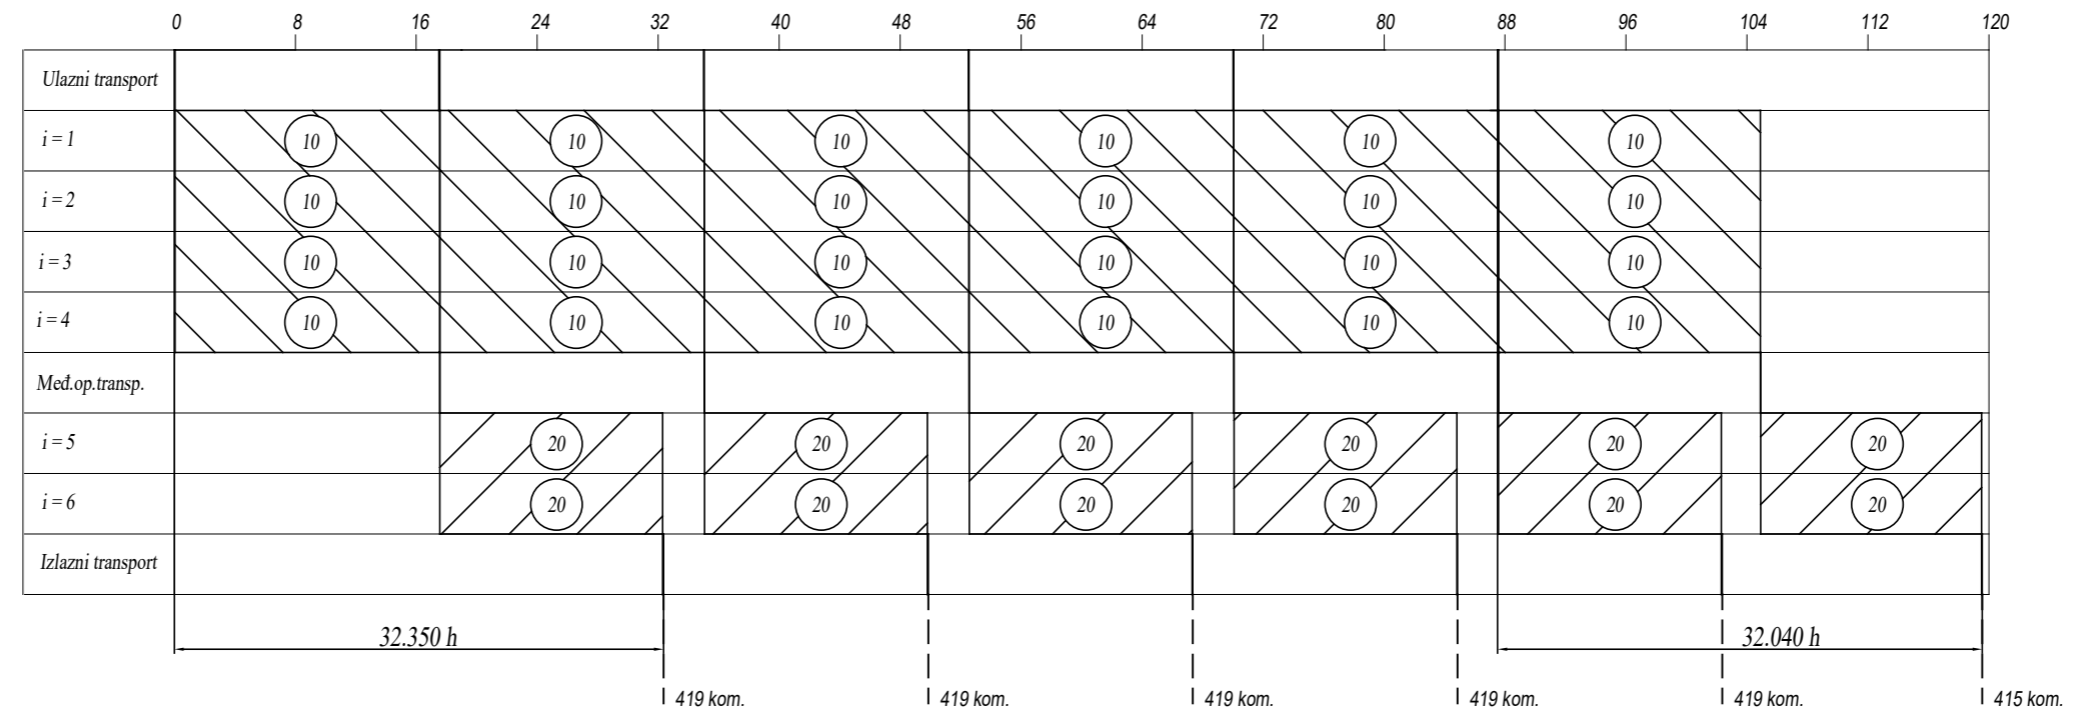 0 8 16 24 32 40 48 56 64 72 80 88 96 104 112 120
Ulazni transport
i = 1 10 10 10 10 10 10
i = 2 10 10 10 10 10 10
i = 3 10 10 10 10 10 10
i = 4 10 10 10 10 10 10
Međ.op.transp.
i = 5 20 20 20 20 20 20
i = 6 20 20 20 20 20 20
Izlazni transport
32.350 h 32.040 h
419 kom. 419 kom. 419 kom. 419 kom. 419 kom. 415 kom.